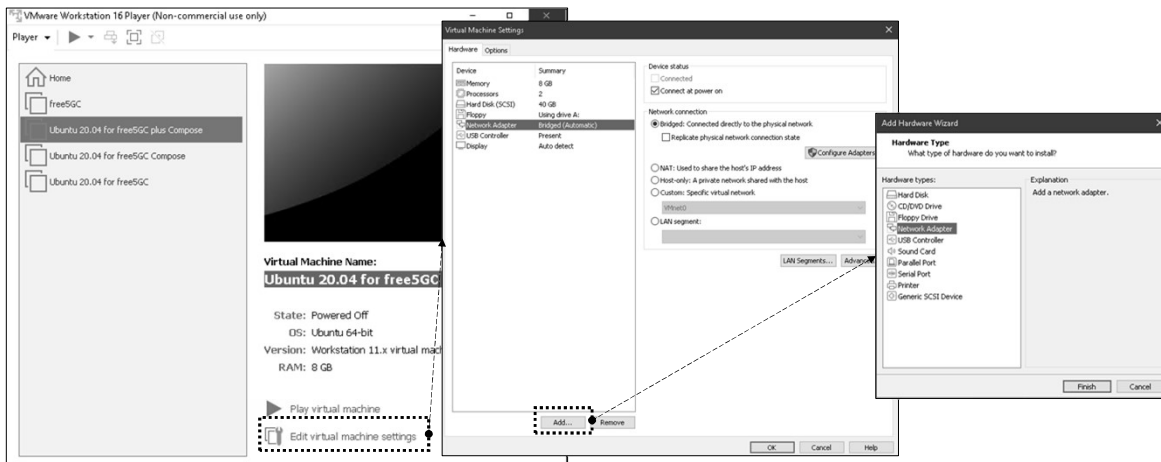 VMware Workstation 16 Player (Non-commercial use only)
Player
Home
free5GC
Ubuntu 20.04 for free5GC plus Compose
Ubuntu 20.04 for free5GC Compose
Ubuntu 20.04 for free5GC
Virtual Machine Name:
Ubuntu 20.04 for free5GC
State: Powered Off
OS: Ubuntu 64-bit
Version: Workstation 11.x virtual mac
RAM: 8 GB
Play virtual machine
Edit virtual machine settings
Virtual Machine Settings
Hardware Options
Device Summary
Memory 8 GB
Processors 2
Hard Disk (SCSI) 40 GB
Floppy Using drive A:
Network Adapter Bridged (Automatic)
USB Controller Present
Display Auto detect
Add... Remove
Device status
Connected
Connect at power on
Network connection
Bridged: Connected directly to the physical network
Replicate physical network connection state
Configure Adapters
NAT: Used to share the host's IP address
Host-only: A private network shared with the host
Custom: Specific virtual network
VMnet0
LAN segment:
LAN Segments... Advanc
OK Cancel Help
Add Hardware Wizard
Hardware Type
What type of hardware do you want to install?
Hardware types:
Hard Disk
CD/DVD Drive
Floppy Drive
Network Adapter
USB Controller
Sound Card
Parallel Port
Serial Port
Printer
Generic SCSI Device
Explanation
Add a network adapter.
Finish Cancel